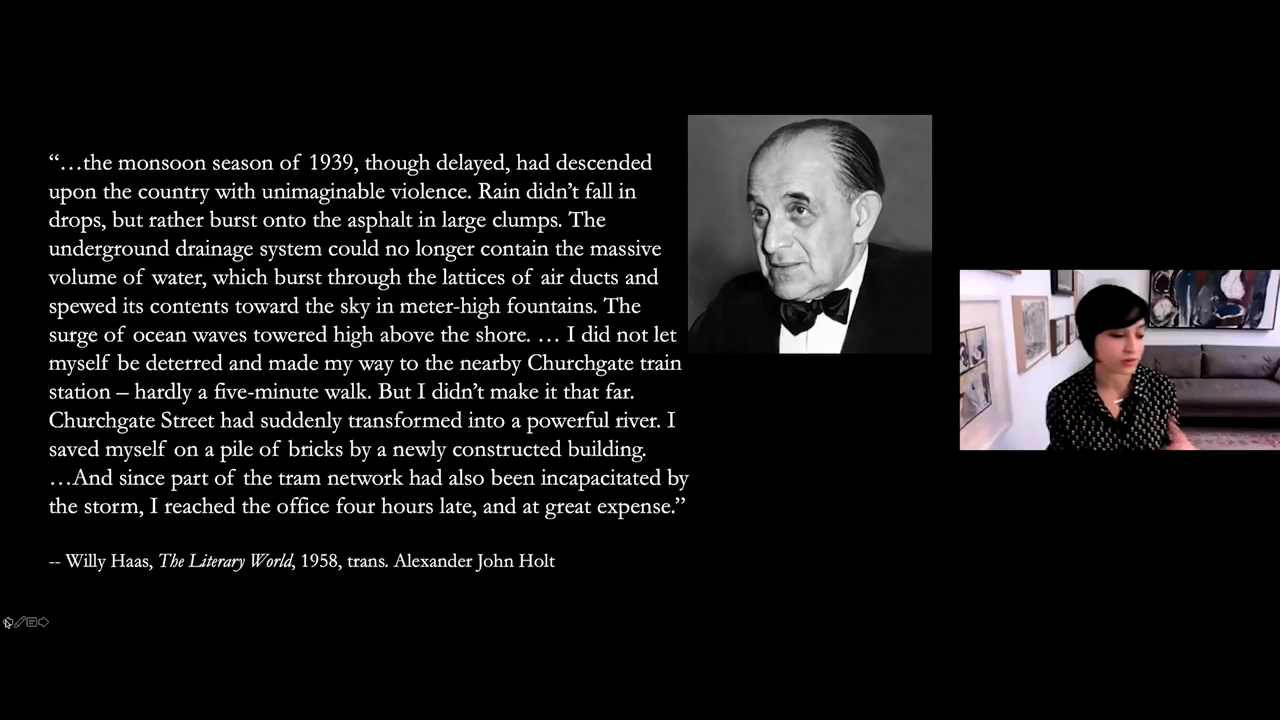 “…the monsoon season of 1939, though delayed, had descended
upon the country with unimaginable violence. Rain didn’t fall in
drops, but rather burst onto the asphalt in large clumps. The
underground drainage system could no longer contain the massive
volume of water, which burst through the lattices of air ducts and
spewed its contents toward the sky in meter-high fountains. The
surge of ocean waves towered high above the shore. … I did not let
myself be deterred and made my way to the nearby Churchgate train
station – hardly a five-minute walk. But I didn’t make it that far.
Churchgate Street had suddenly transformed into a powerful river. I
saved myself on a pile of bricks by a newly constructed building.
…And since part of the tram network had also been incapacitated by
the storm, I reached the office four hours late, and at great expense.”
-- Willy Haas, The Literary World, 1958, trans. Alexander John Holt